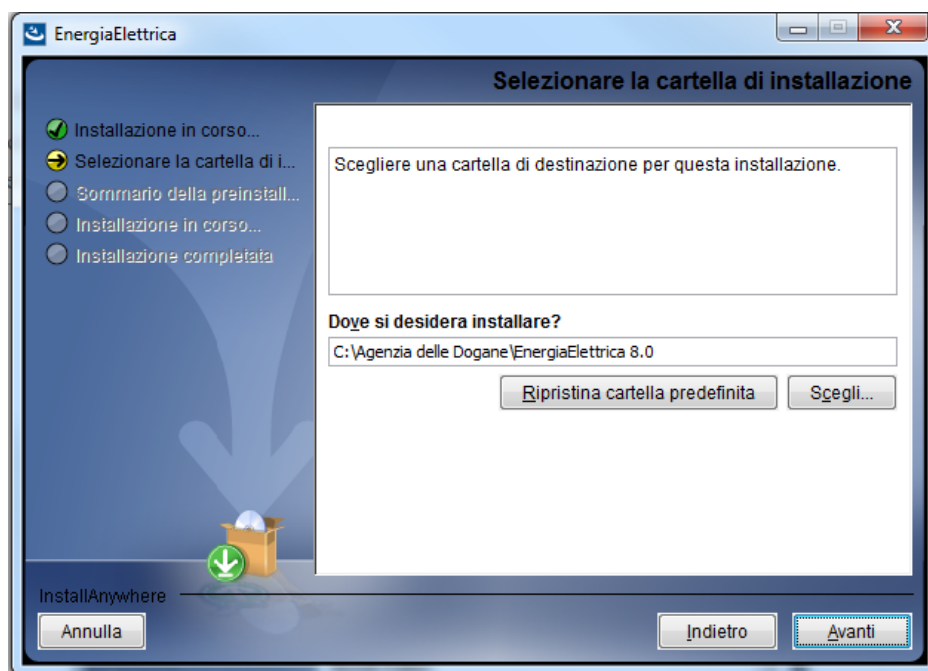 EnergiaElettrica
Selezionare la cartella di installazione
Installazione in corso...
Selezionare la cartella di i...
Sommario della preinstall...
Installazione in corso...
Installazione completata
Scegliere una cartella di destinazione per questa installazione.
Dove si desidera installare?
C:\Agenzia delle Dogane\EnergiaElettrica 8.0
Ripristina cartella predefinita
Scegli...
InstallAnywhere
Annulla
Indietro
Avanti